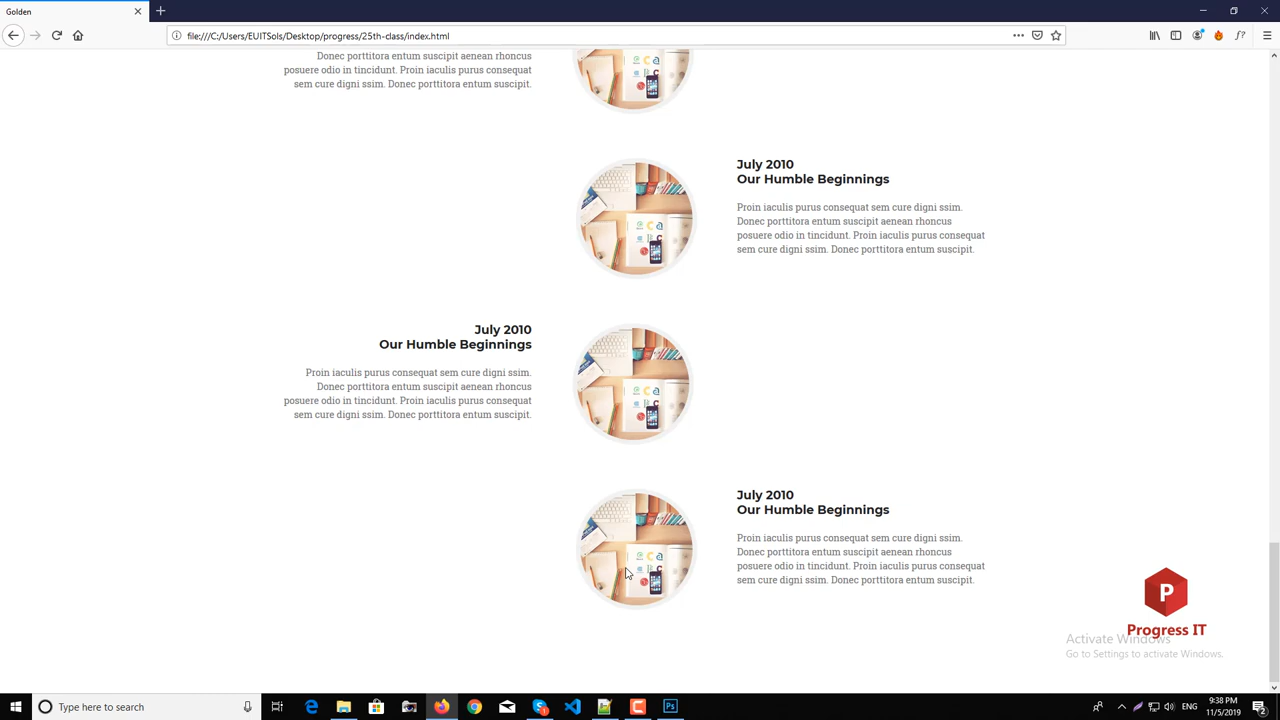 Golden
file:///C:/Users/EUITSols/Desktop/progress/25th-class/index.html
Donec porttitora entum suscipit aenean rhoncus
posuere odio in tincidunt. Proin iaculis purus consequat
sem cure digni ssim. Donec porttitora entum suscipit.
July 2010
Our Humble Beginnings
Proin iaculis purus consequat sem cure digni ssim.
Donec porttitora entum suscipit aenean rhoncus
posuere odio in tincidunt. Proin iaculis purus consequat
sem cure digni ssim. Donec porttitora entum suscipit.
July 2010
Our Humble Beginnings
Proin iaculis purus consequat sem cure digni ssim.
Donec porttitora entum suscipit aenean rhoncus
posuere odio in tincidunt. Proin iaculis purus consequat
sem cure digni ssim. Donec porttitora entum suscipit.
July 2010
Our Humble Beginnings
Proin iaculis purus consequat sem cure digni ssim.
Donec porttitora entum suscipit aenean rhoncus
posuere odio in tincidunt. Proin iaculis purus consequat
sem cure digni ssim. Donec porttitora entum suscipit.
P
Progress IT
Activate Windows
Go to Settings to activate Windows.
Type here to search
ENG
9:38 PM
11/5/2019
2